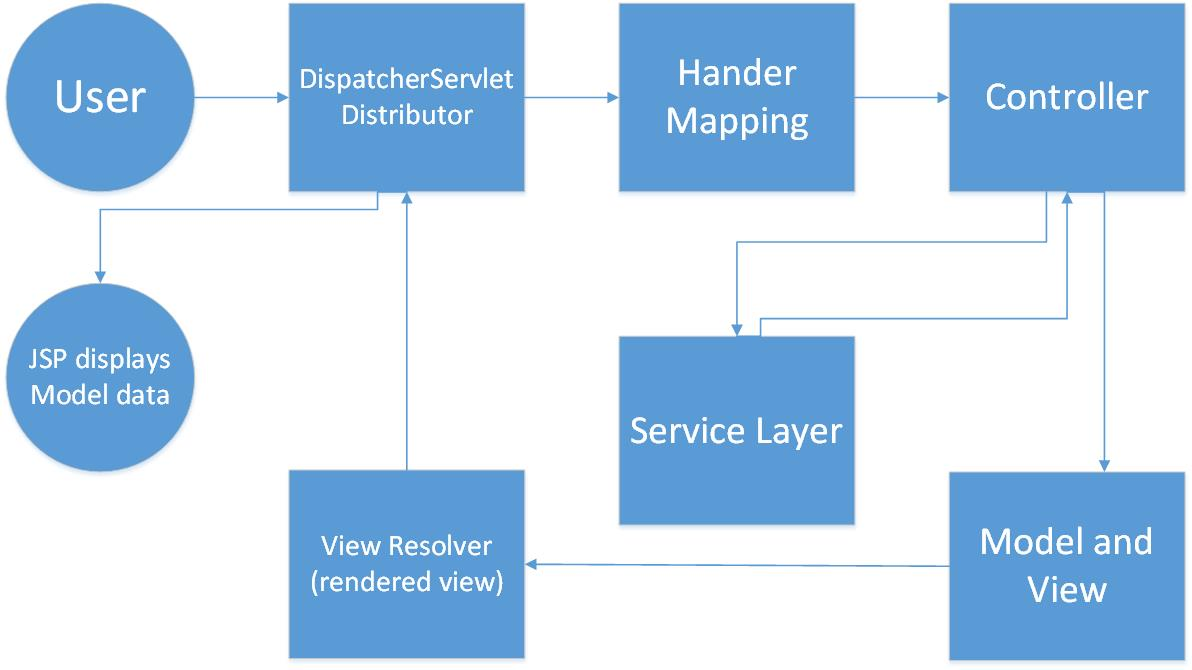 User
DispatcherServlet
Distributor
Hander
Mapping
Controller
JSP displays
Model data
Service Layer
View Resolver
(rendered view)
Model and
View